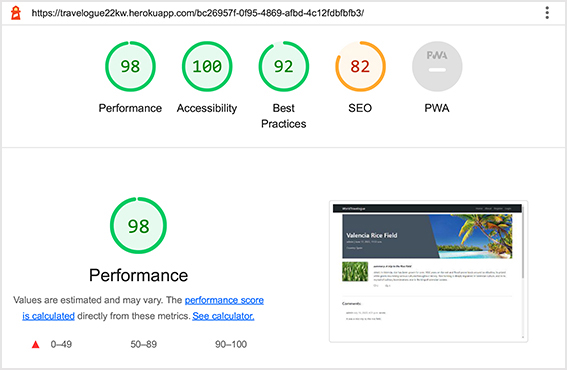 https://travelogue22kw.herokuapp.com/bc26957f-0f95-4869-afbd-4c12fdbfbfb3/
98
100
92
82
PWA
Performance
Accessibility
Best
Practices
SEO
PWA
98
Performance
Values are estimated and may vary. The performance score
is calculated directly from these metrics. See calculator.
0–49
50–89
90–100
Valencia Rice Field
Comments: